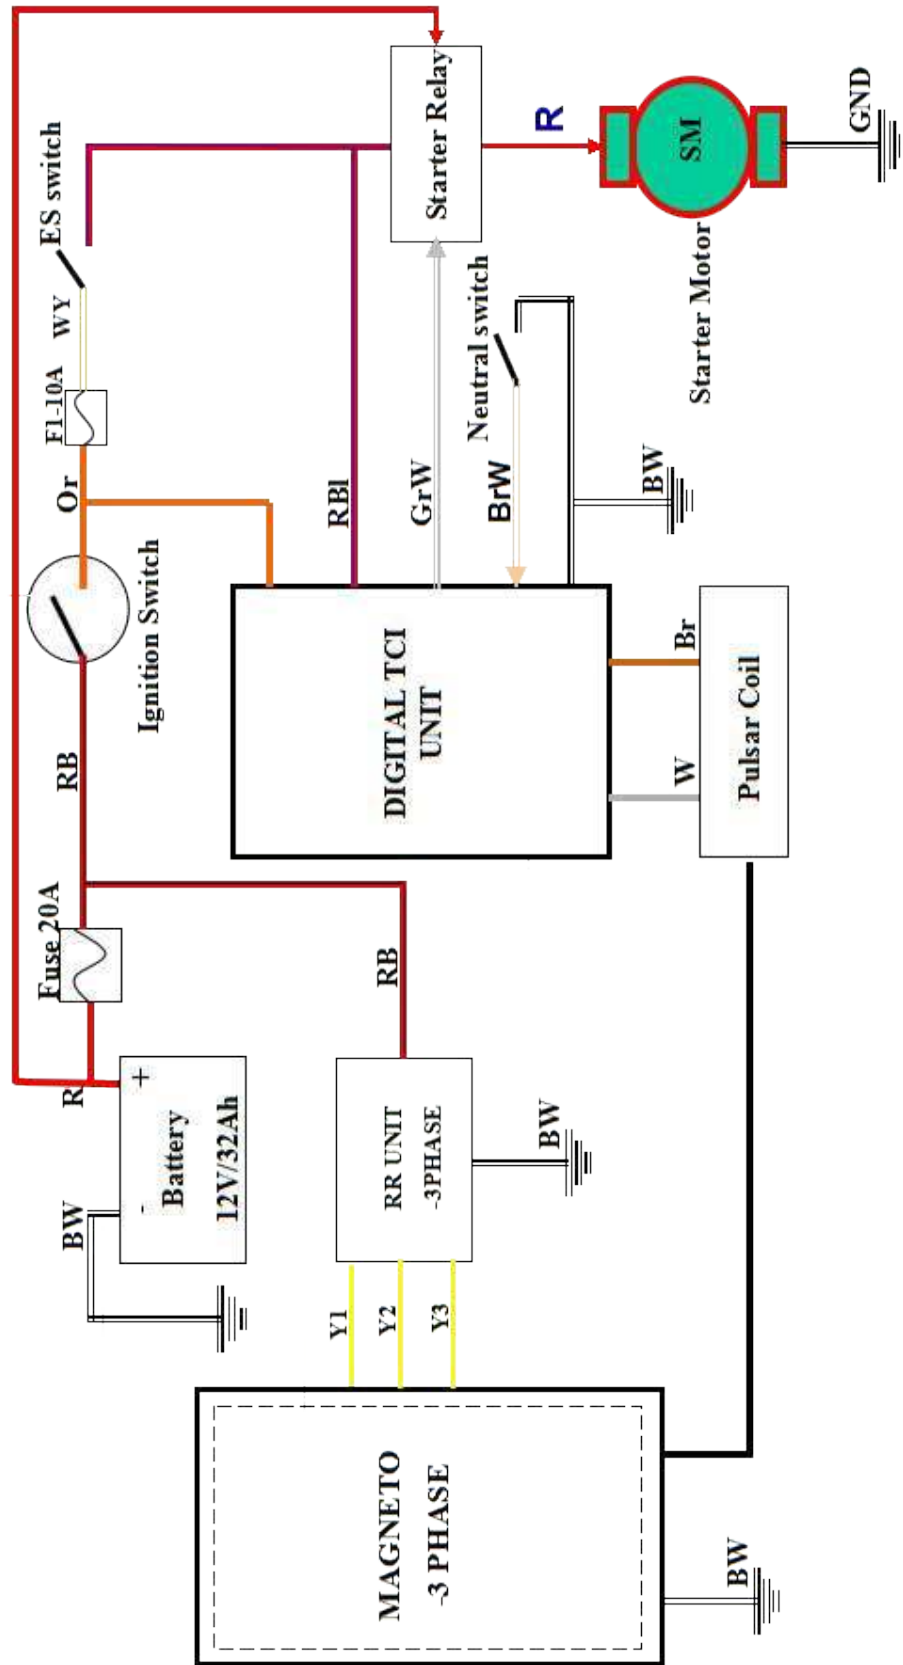 BW
R
Fuse 20A
RB
Or
F1-10A
WY
ES switch
Ignition Switch
- +
Battery
12V/32Ah
Y1
Y2
Y3
RR UNIT
-3PHASE
RB
BW
MAGNETO
-3 PHASE
BW
DIGITAL TCI
UNIT
RBl
GrW
BrW
Neutral switch
BW
Starter Relay
R
SM
Starter Motor
GND
W
Br
Pulsar Coil